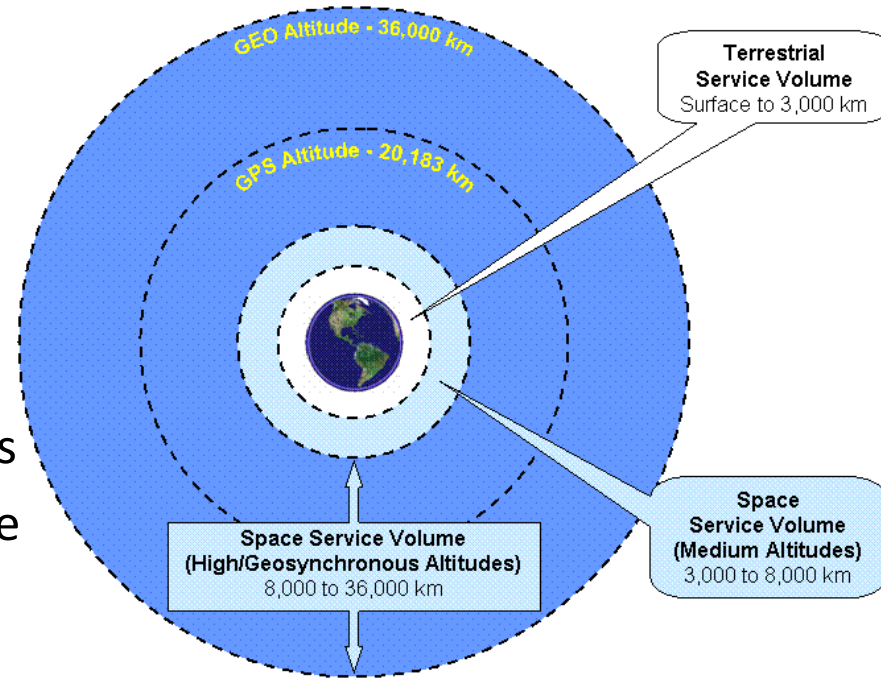 GEO Altitude - 36,000 km
GPS Altitude - 20,183 km
Terrestrial
Service Volume
Surface to 3,000 km
s
e
Space Service Volume
(High/Geosynchronous Altitudes)
8,000 to 36,000 km
Space
Service Volume
(Medium Altitudes)
3,000 to 8,000 km